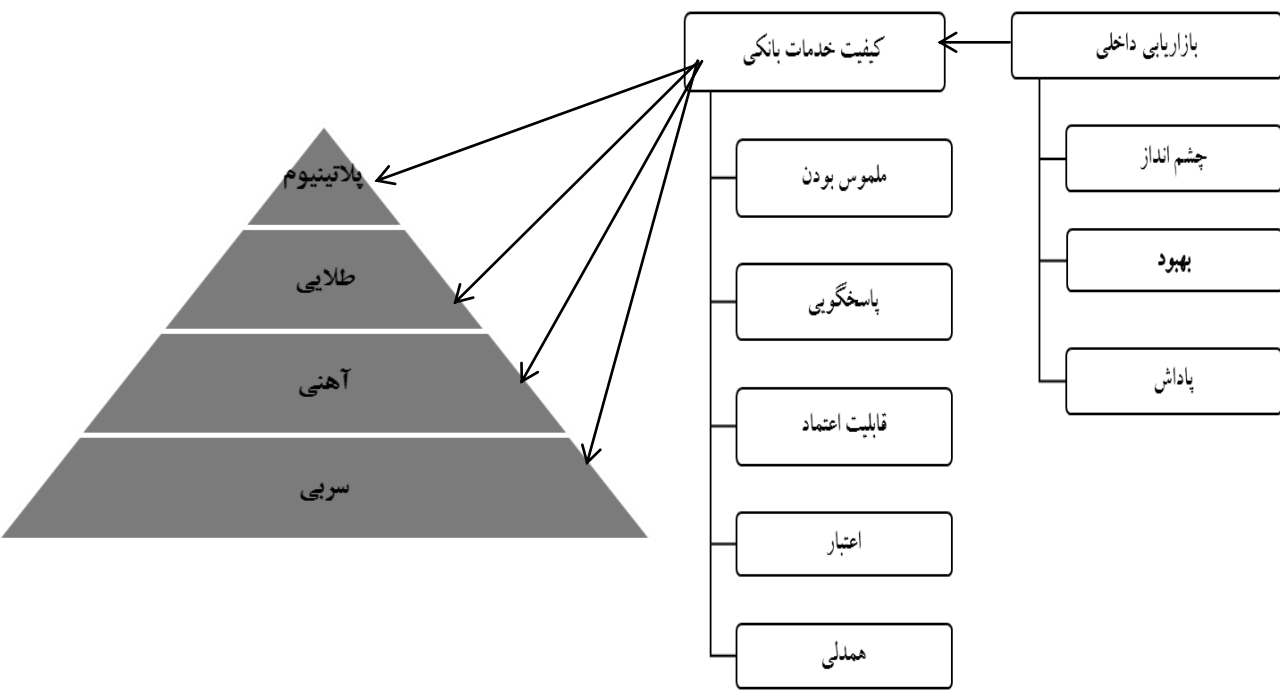 بازاریابی داخلی
چشم انداز
بهبود
پاداش
کیفیت خدمات بانکی
ملموس بودن
پاسخگویی
قابلیت اعتماد
اعتبار
همدلی
پلاتینیوم
طلایی
آهنی
سربی